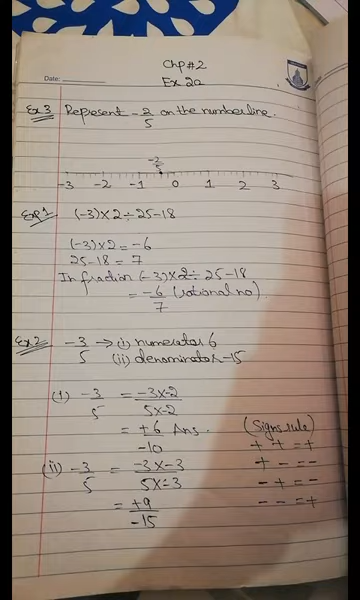 Chp#2
Date:
Ex 2a
Ex 3 Represent -2/5 on the number line.
-2/5
-3 -2 -1 0 1 2 3
Exp 1 (-3)×2÷25-18
(-3)×2 = -6
25-18 = 7
In fraction (-3)×2÷25-18
= -6/7 (rational no)
Ex 2 -3/5 → (i) numerator 6
(ii) denominator -15
(i) -3/5 = -3×-2/5×-2
= +6/-10 Ans.
(ii) -3/5 = -3×-3/5×-3
= +9/-15
(Signs rule)
+ + = +
+ - = -
- + = -
- - = +